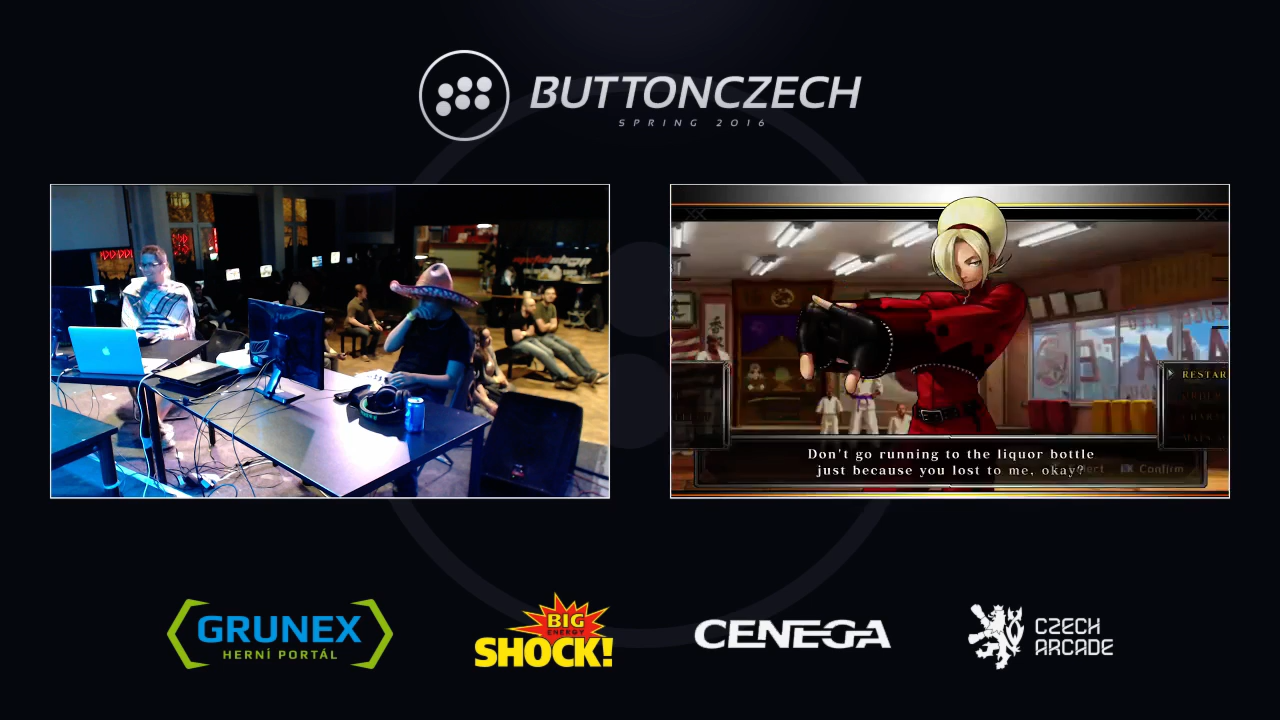 BUTTONCZECH
SPRING 2016
RESTAR
Don't go running to the liquor bottle
just because you lost to me, okay?
Confirm
GRUNEX
HERNÍ PORTÁL
BIG
ENERGY
SHOCK!
CENEGA
CZECH
ARCADE